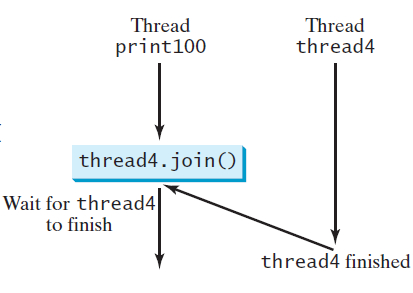 Thread
print100
Thread
thread4
thread4.join()
Wait for thread4
to finish
thread4 finished